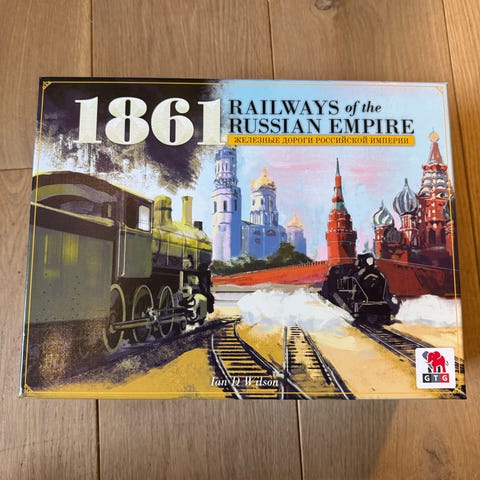 1861
RAILWAYS of the
RUSSIAN EMPIRE
ЖЕЛЕЗНЫЕ ДОРОГИ РОССИЙСКОЙ ИМПЕРИИ
Ian D Wilson
GTG